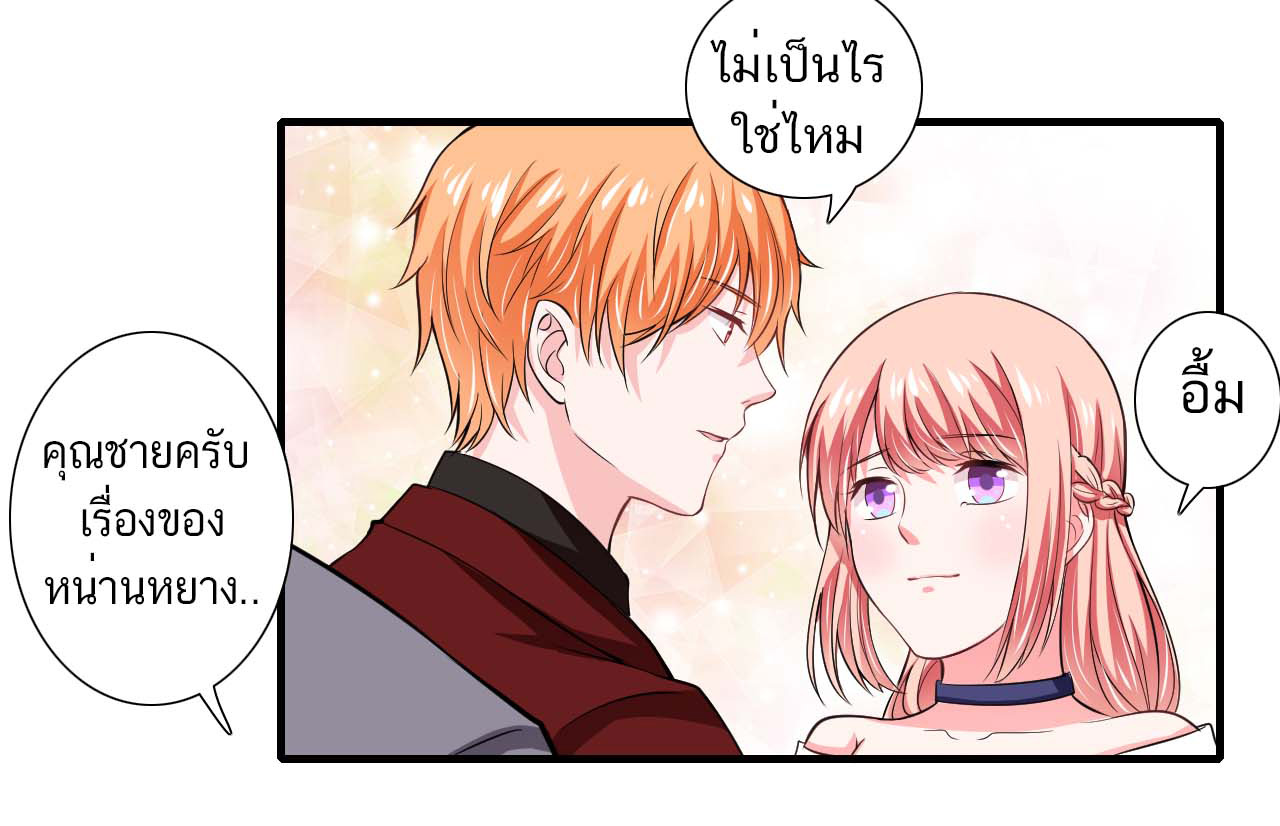 ไม่เป็นไร
ใช่ไหม
อื้ม
คุณชายครับ
เรื่องของ
หน่านหยาง..